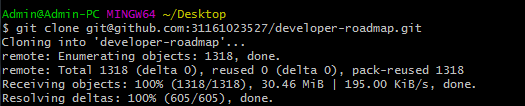 Admin@Admin-PC MINGW64 ~/Desktop
$ git clone git@github.com:31161023527/developer-roadmap.git
Cloning into 'developer-roadmap'...
remote: Enumerating objects: 1318, done.
remote: Total 1318 (delta 0), reused 0 (delta 0), pack-reused 1318
Receiving objects: 100% (1318/1318), 30.46 MiB | 195.00 KiB/s, done.
Resolving deltas: 100% (605/605), done.